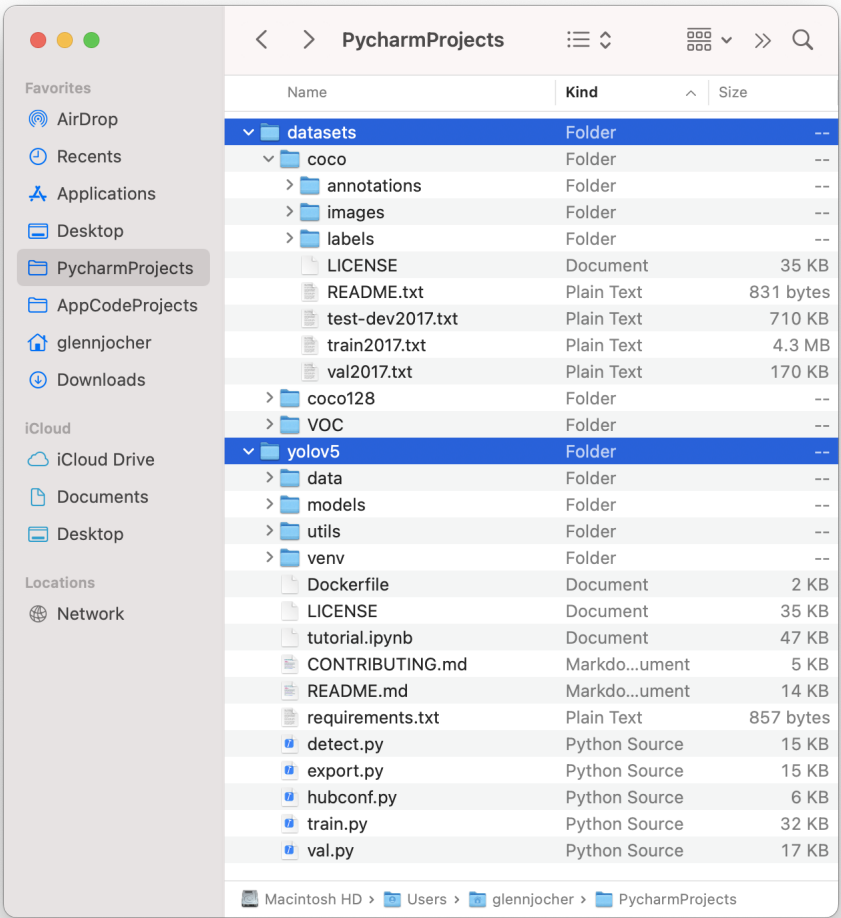 PycharmProjects
Favorites
AirDrop
Recents
Applications
Desktop
PycharmProjects
AppCodeProjects
glennjocher
Downloads
iCloud
iCloud Drive
Documents
Desktop
Locations
Network
Name Kind Size
datasets Folder --
coco Folder --
annotations Folder --
images Folder --
labels Folder --
LICENSE Document 35 KB
README.txt Plain Text 831 bytes
test-dev2017.txt Plain Text 710 KB
train2017.txt Plain Text 4.3 MB
val2017.txt Plain Text 170 KB
coco128 Folder --
VOC Folder --
yolov5 Folder --
data Folder --
models Folder --
utils Folder --
venv Folder --
Dockerfile Document 2 KB
LICENSE Document 35 KB
tutorial.ipynb Document 47 KB
CONTRIBUTING.md Markdo...ument 5 KB
README.md Markdo...ument 14 KB
requirements.txt Plain Text 857 bytes
detect.py Python Source 15 KB
export.py Python Source 15 KB
hubconf.py Python Source 6 KB
train.py Python Source 32 KB
val.py Python Source 17 KB
Macintosh HD › Users › glennjocher › PycharmProjects